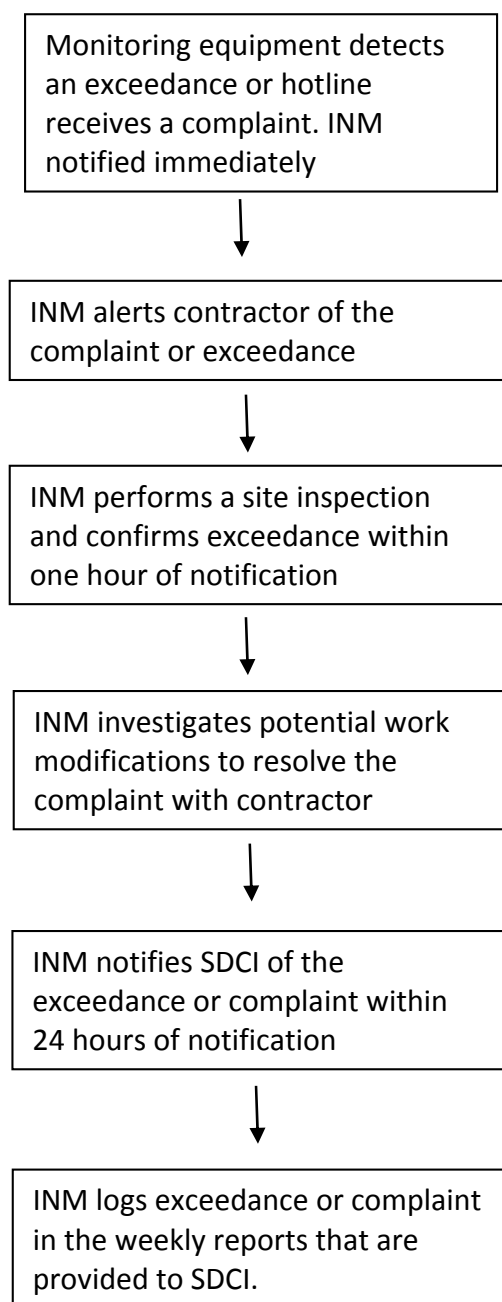 Monitoring equipment detects
an exceedance or hotline
receives a complaint. INM
notified immediately
INM alerts contractor of the
complaint or exceedance
INM performs a site inspection
and confirms exceedance within
one hour of notification
INM investigates potential work
modifications to resolve the
complaint with contractor
INM notifies SDCI of the
exceedance or complaint within
24 hours of notification
INM logs exceedance or complaint
in the weekly reports that are
provided to SDCI.